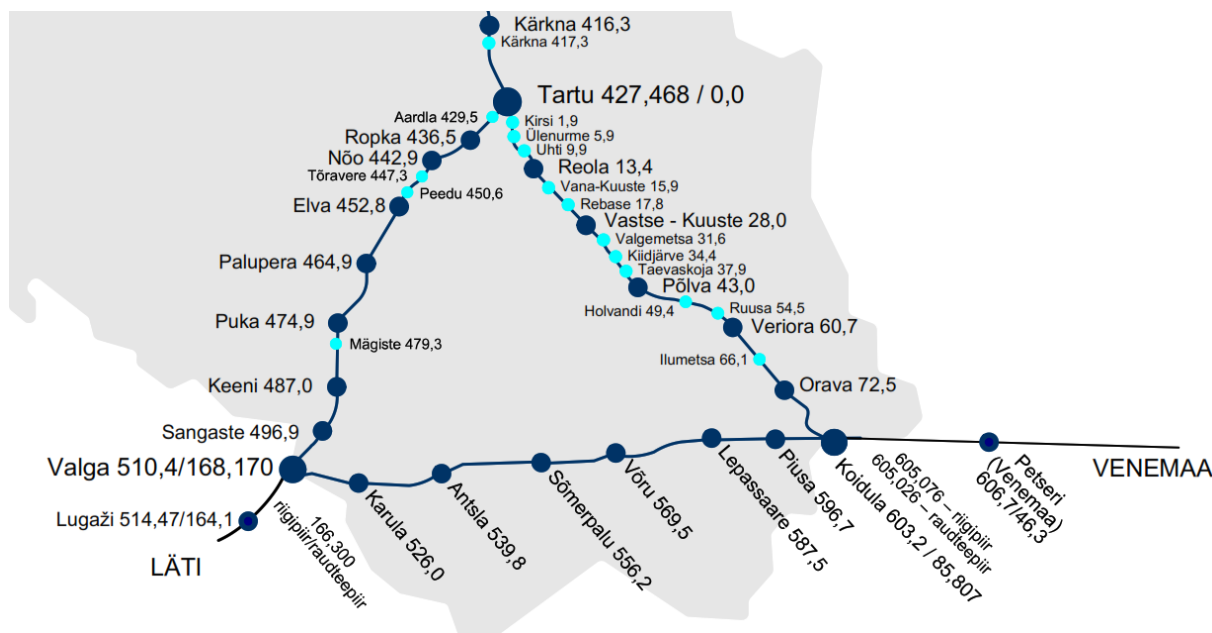 Kärkna 416,3
Kärkna 417,3
Tartu 427,468 / 0,0
Aardla 429,5
Kirsi 1,9
Ropka 436,5
Ülenurme 5,9
Uhti 9,9
Nõo 442,9
Reola 13,4
Tõravere 447,3
Peedu 450,6
Vana-Kuuste 15,9
Elva 452,8
Rebase 17,8
Vastse - Kuuste 28,0
Valgemetsa 31,6
Palupera 464,9
Kiidjärve 34,4
Taevaskoja 37,9
Põlva 43,0
Holvandi 49,4
Ruusa 54,5
Puka 474,9
Veriora 60,7
Mägiste 479,3
Ilumetsa 66,1
Keeni 487,0
Orava 72,5
Sangaste 496,9
Valga 510,4/168,170
Lugaži 514,47/164,1
LÄTI
166,300
riigipiir/raudteepiir
Karula 526,0
Antsla 539,8
Sõmerpalu 556,2
Võru 569,5
Lepassaare 587,5
Piusa 596,7
Koidula 603,2 / 85,807
605,026 – raudteepiir
605,076 – riigipiir
Petseri
(Venemaa)
606,7/46,3
VENEMAA